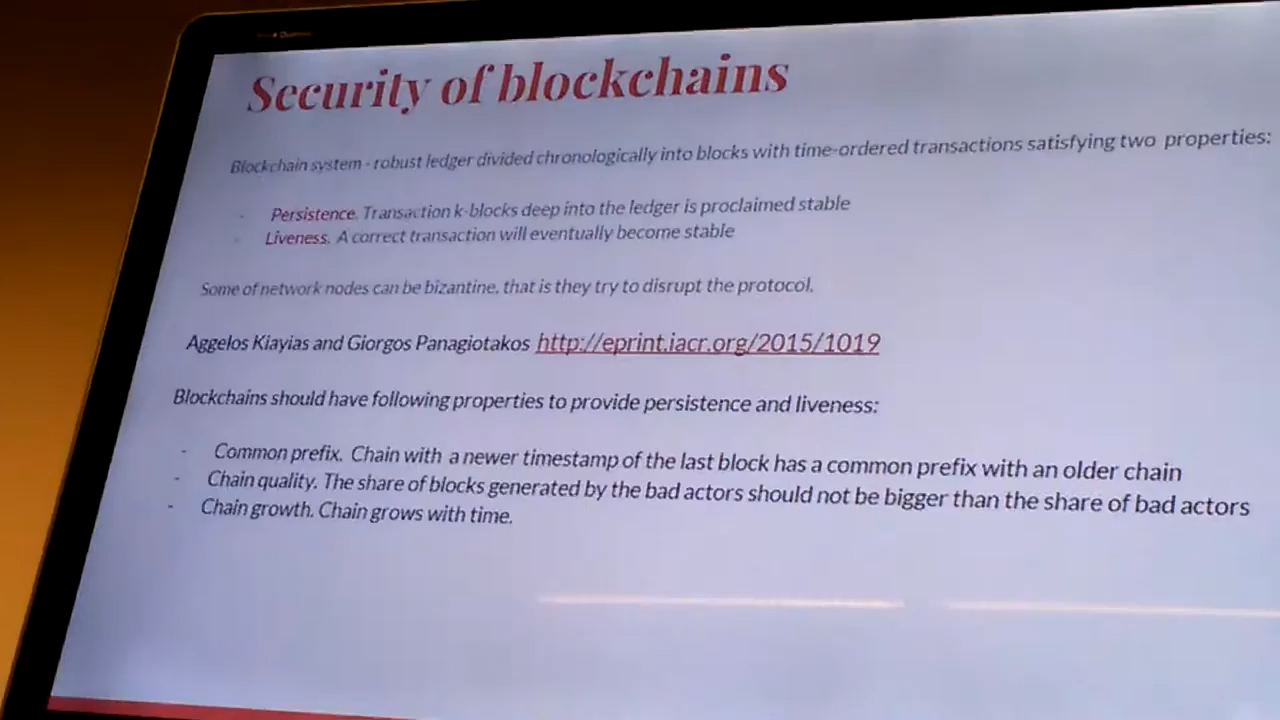 Security of blockchains
Blockchain system - robust ledger divided chronologically into blocks with time-ordered transactions satisfying two properties:
- Persistence. Transaction k-blocks deep into the ledger is proclaimed stable
- Liveness. A correct transaction will eventually become stable
Some of network nodes can be bizantine, that is they try to disrupt the protocol.
Aggelos Kiayias and Giorgos Panagiotakos http://eprint.iacr.org/2015/1019
Blockchains should have following properties to provide persistence and liveness:
- Common prefix. Chain with a newer timestamp of the last block has a common prefix with an older chain
- Chain quality. The share of blocks generated by the bad actors should not be bigger than the share of bad actors
- Chain growth. Chain grows with time.